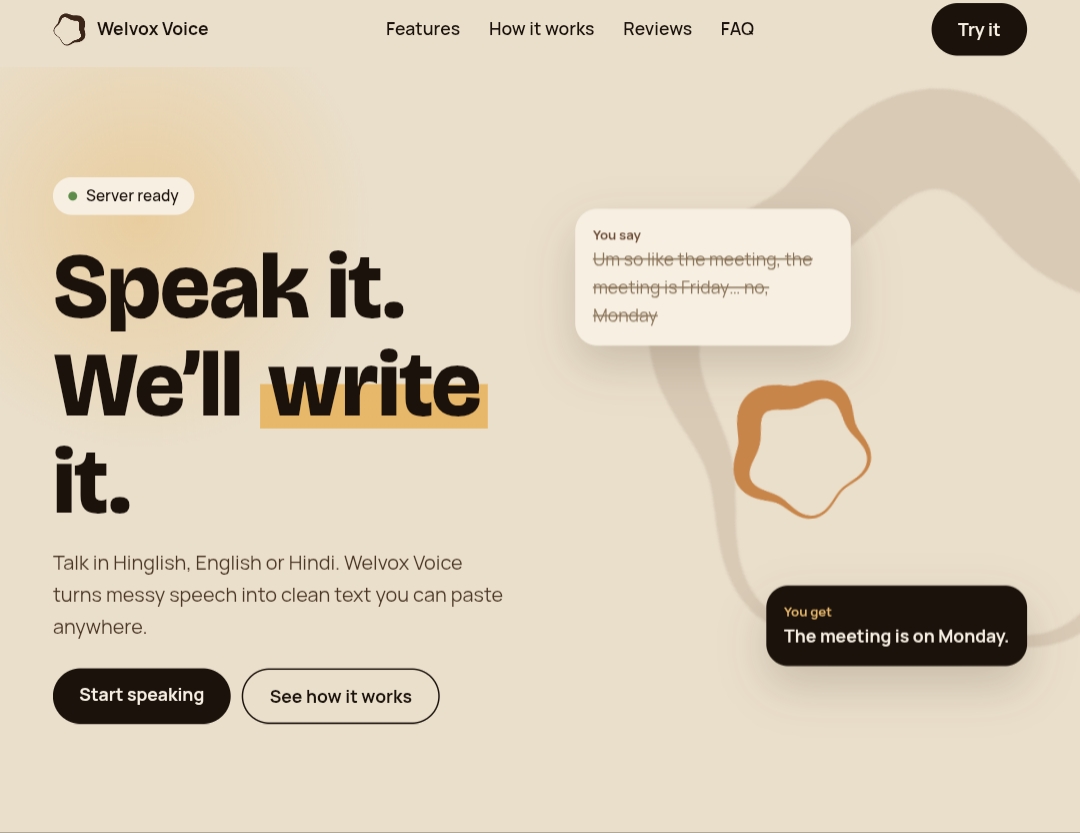 Welvox Voice
Features
How it works
Reviews
FAQ
Try it
Server ready
Speak it.
We’ll write
it.
Talk in Hinglish, English or Hindi. Welvox Voice
turns messy speech into clean text you can paste
anywhere.
Start speaking
See how it works
You say
Um so like the meeting, the
meeting is Friday... no,
Monday
You get
The meeting is on Monday.